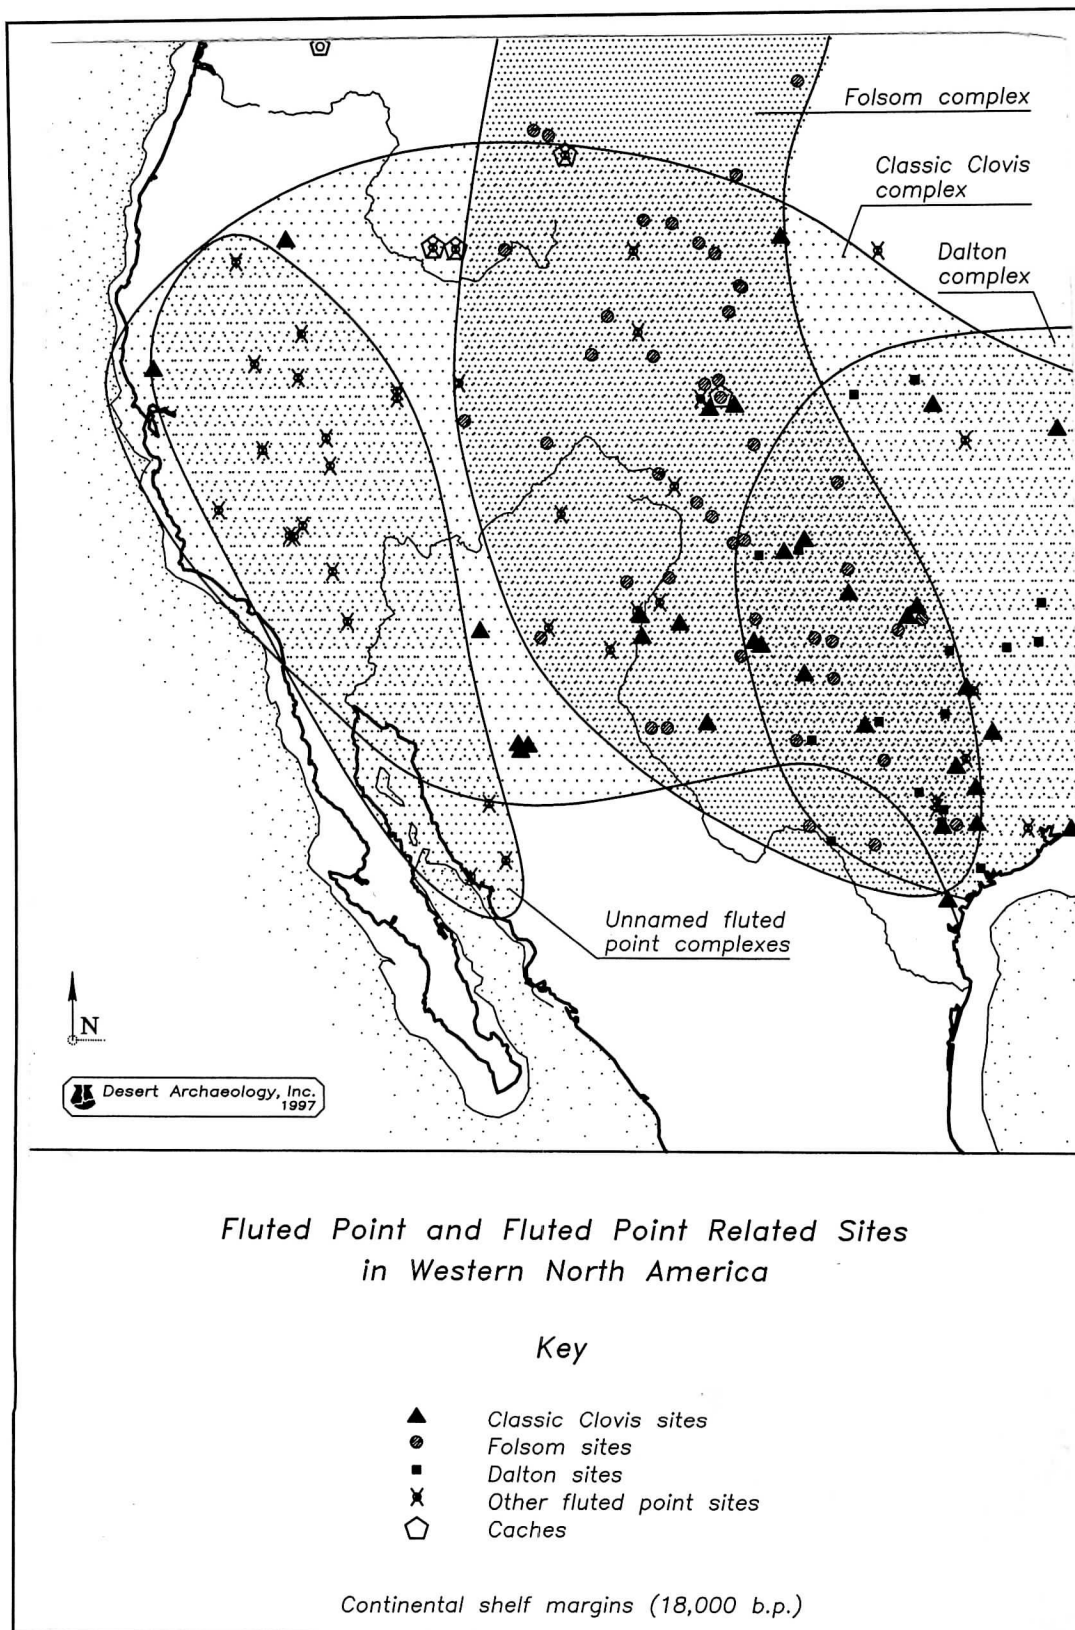 Folsom complex
Classic Clovis
complex
Dalton
complex
Unnamed fluted
point complexes
N
Desert Archaeology, Inc.
1997
Fluted Point and Fluted Point Related Sites
in Western North America
Key
Classic Clovis sites
Folsom sites
Dalton sites
Other fluted point sites
Caches
Continental shelf margins (18,000 b.p.)